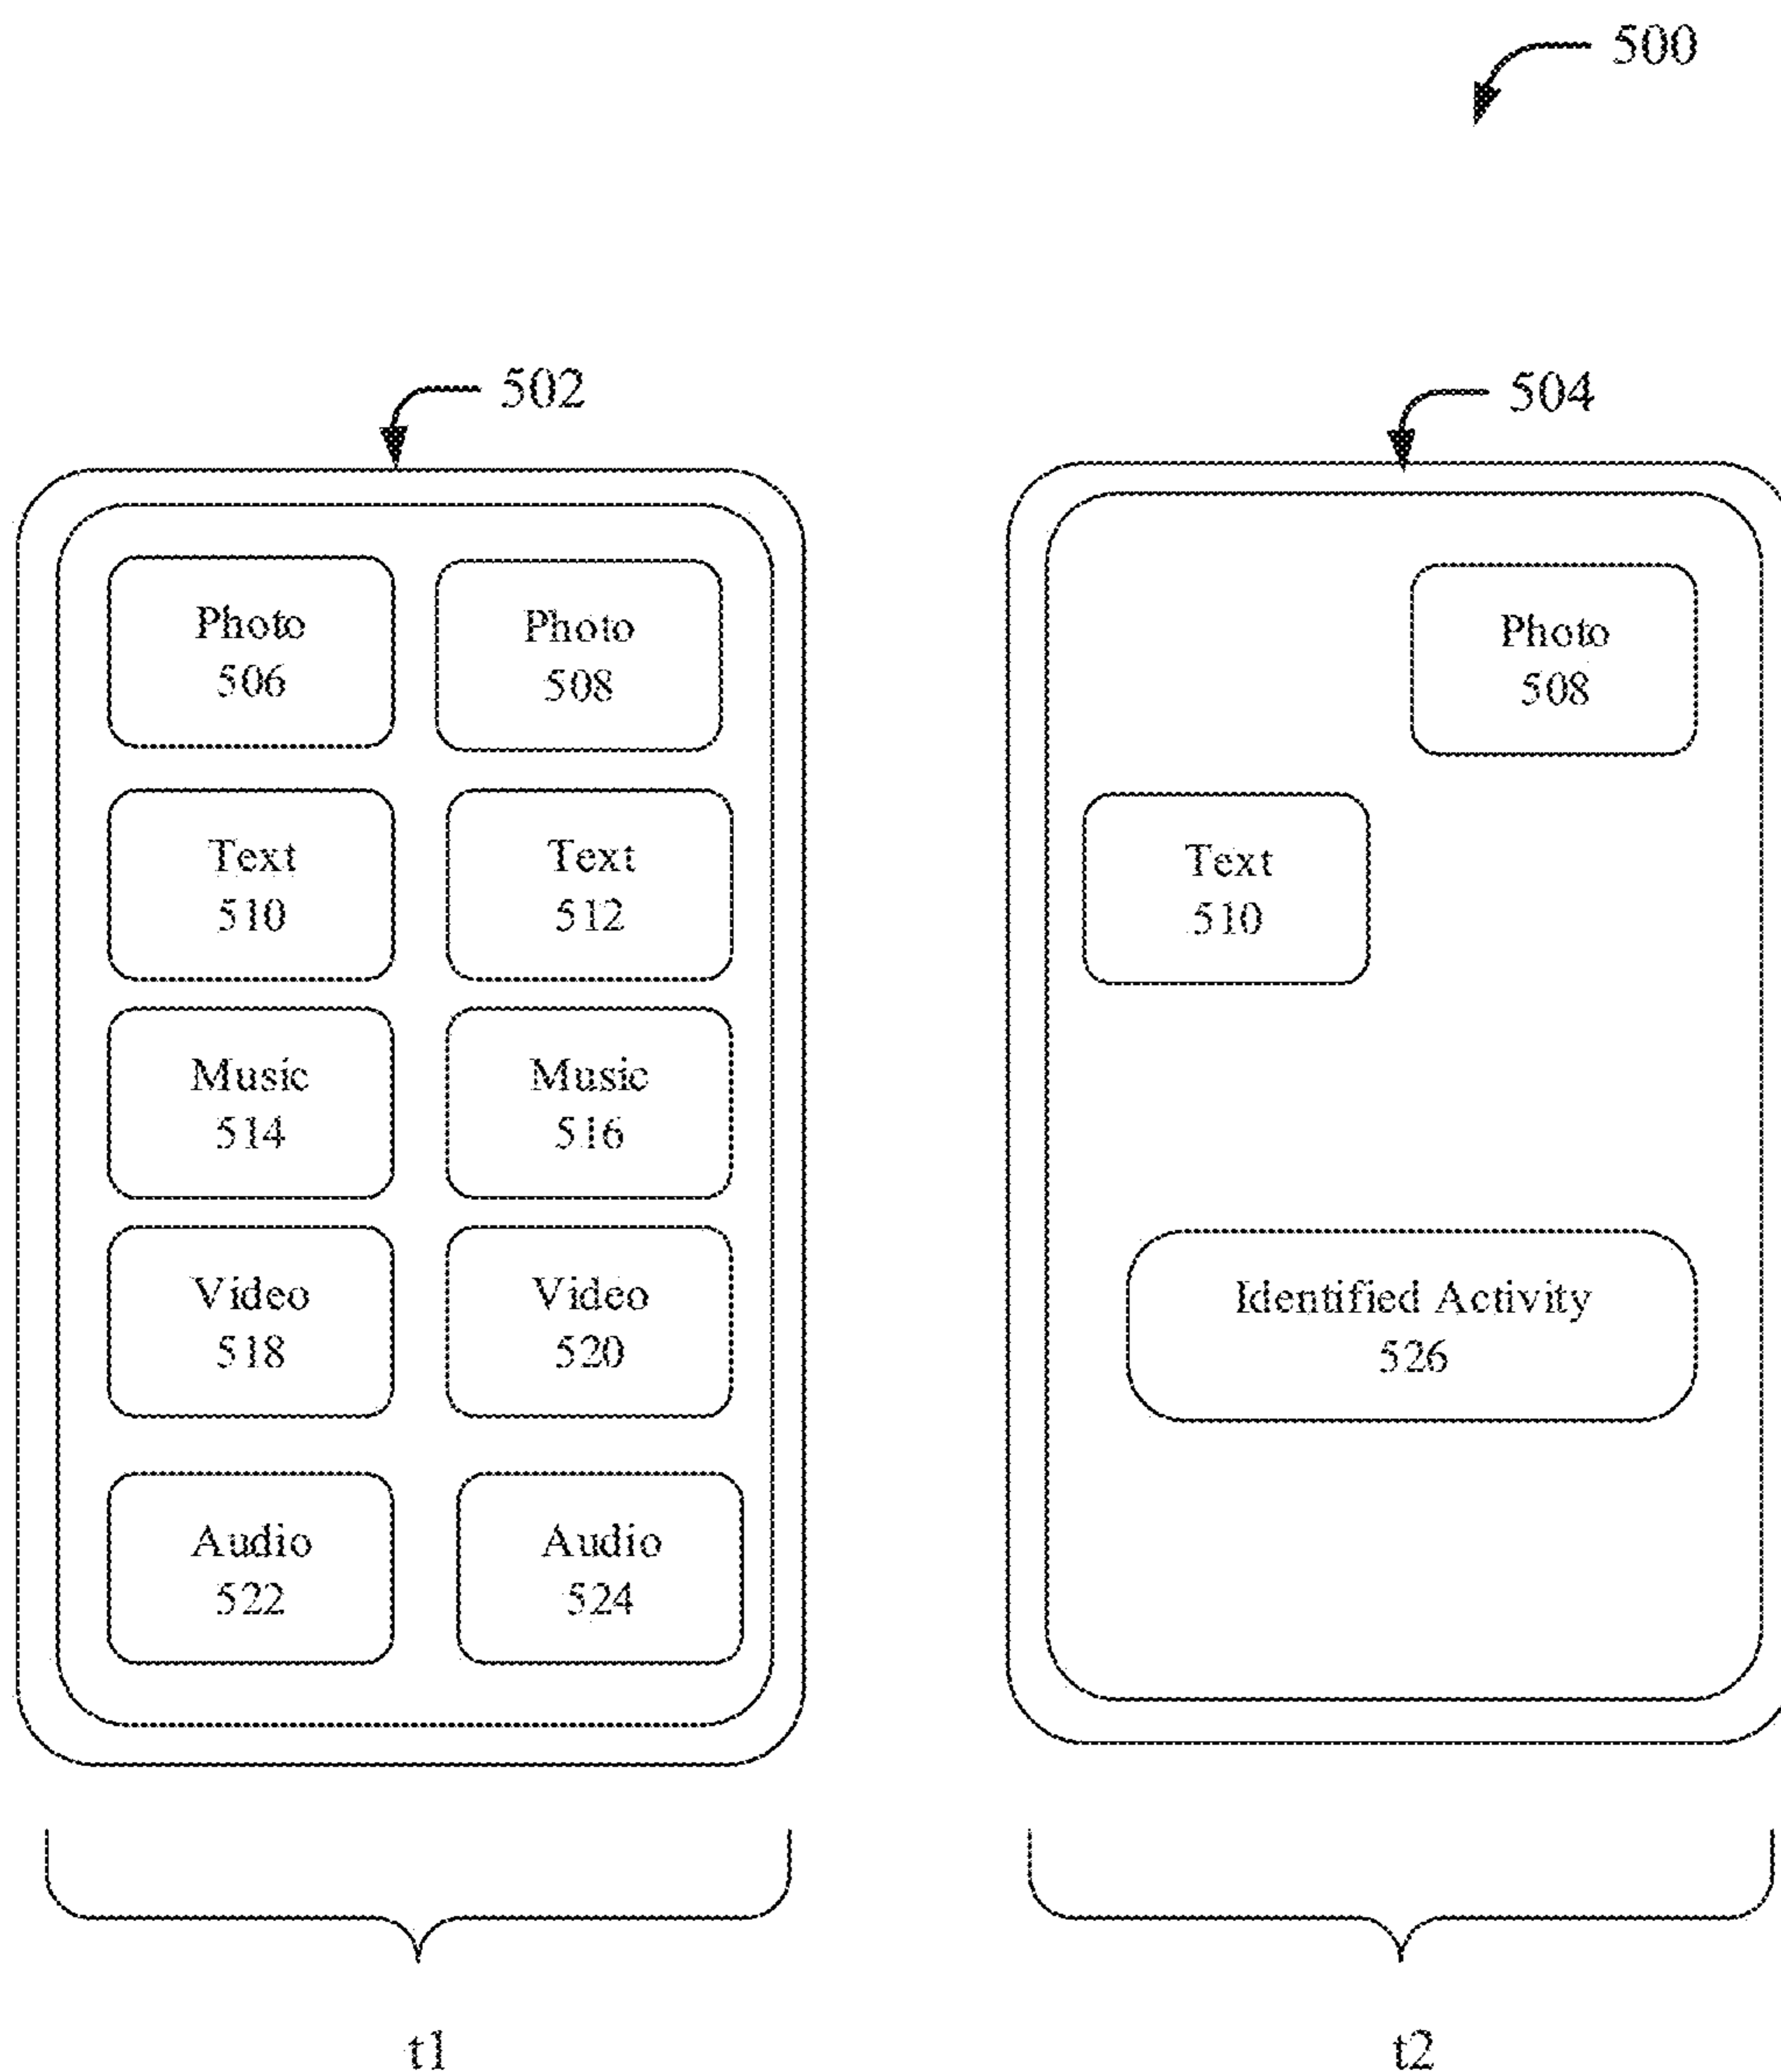 500
502
504
Photo
506
Photo
508
Text
510
Text
512
Music
514
Music
516
Video
518
Video
520
Audio
522
Audio
524
Photo
508
Text
510
Identified Activity
526
t1
t2